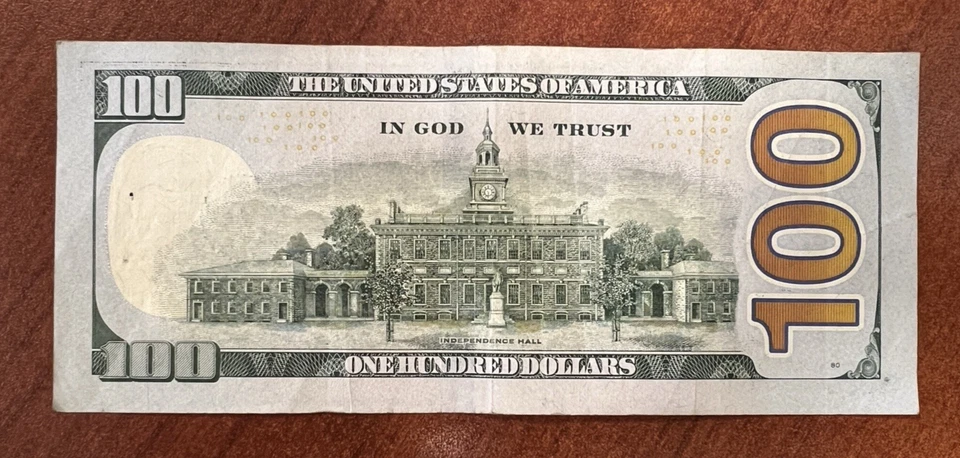 100
THE UNITED STATES OF AMERICA
IN GOD WE TRUST
100
INDEPENDENCE HALL
100
ONE HUNDRED DOLLARS